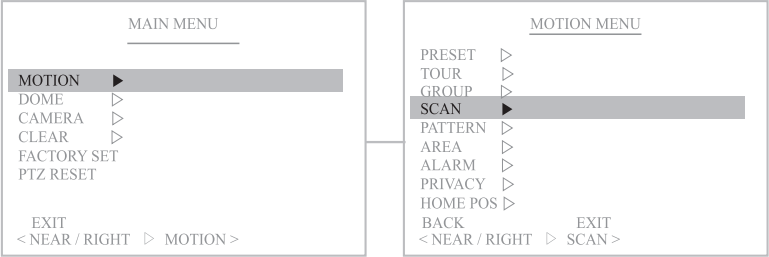 MAIN MENU
MOTION ▶
DOME ▷
CAMERA ▷
CLEAR ▷
FACTORY SET
PTZ RESET
EXIT
< NEAR / RIGHT ▷ MOTION >
MOTION MENU
PRESET ▷
TOUR ▷
GROUP ▷
SCAN ▶
PATTERN ▷
AREA ▷
ALARM ▷
PRIVACY ▷
HOME POS ▷
BACK EXIT
< NEAR / RIGHT ▷ SCAN >